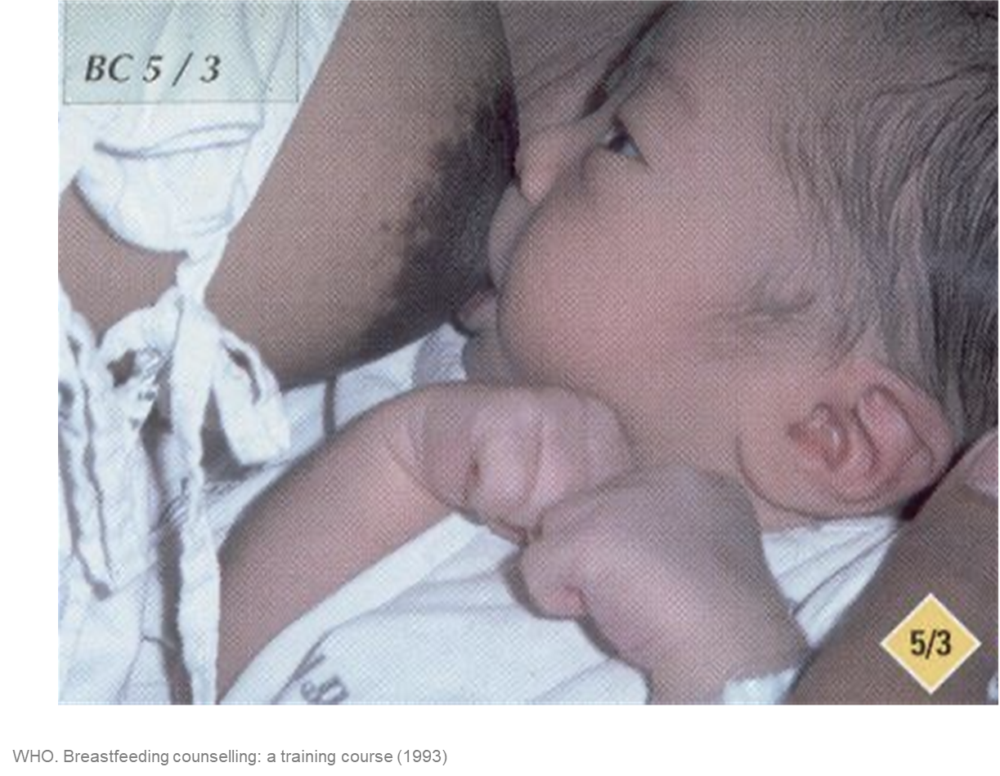 BC 5 / 3
5/3
WHO. Breastfeeding counselling: a training course (1993)